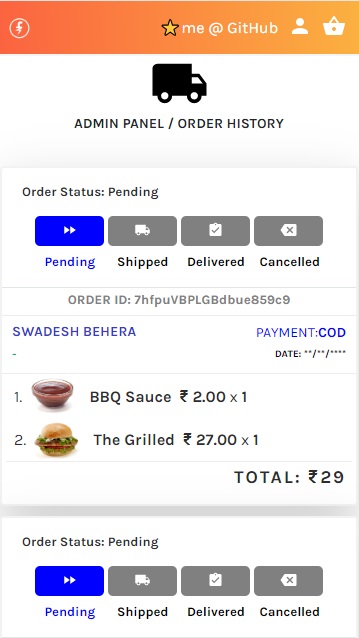 me @ GitHub
ADMIN PANEL / ORDER HISTORY
Order Status: Pending
Pending Shipped Delivered Cancelled
ORDER ID: 7hfpuVBPLGBdbue859c9
SWADESH BEHERA PAYMENT:COD
- DATE: **/**/****
1. BBQ Sauce ₹ 2.00 x 1
2. The Grilled ₹ 27.00 x 1
TOTAL: ₹29
Order Status: Pending
Pending Shipped Delivered Cancelled